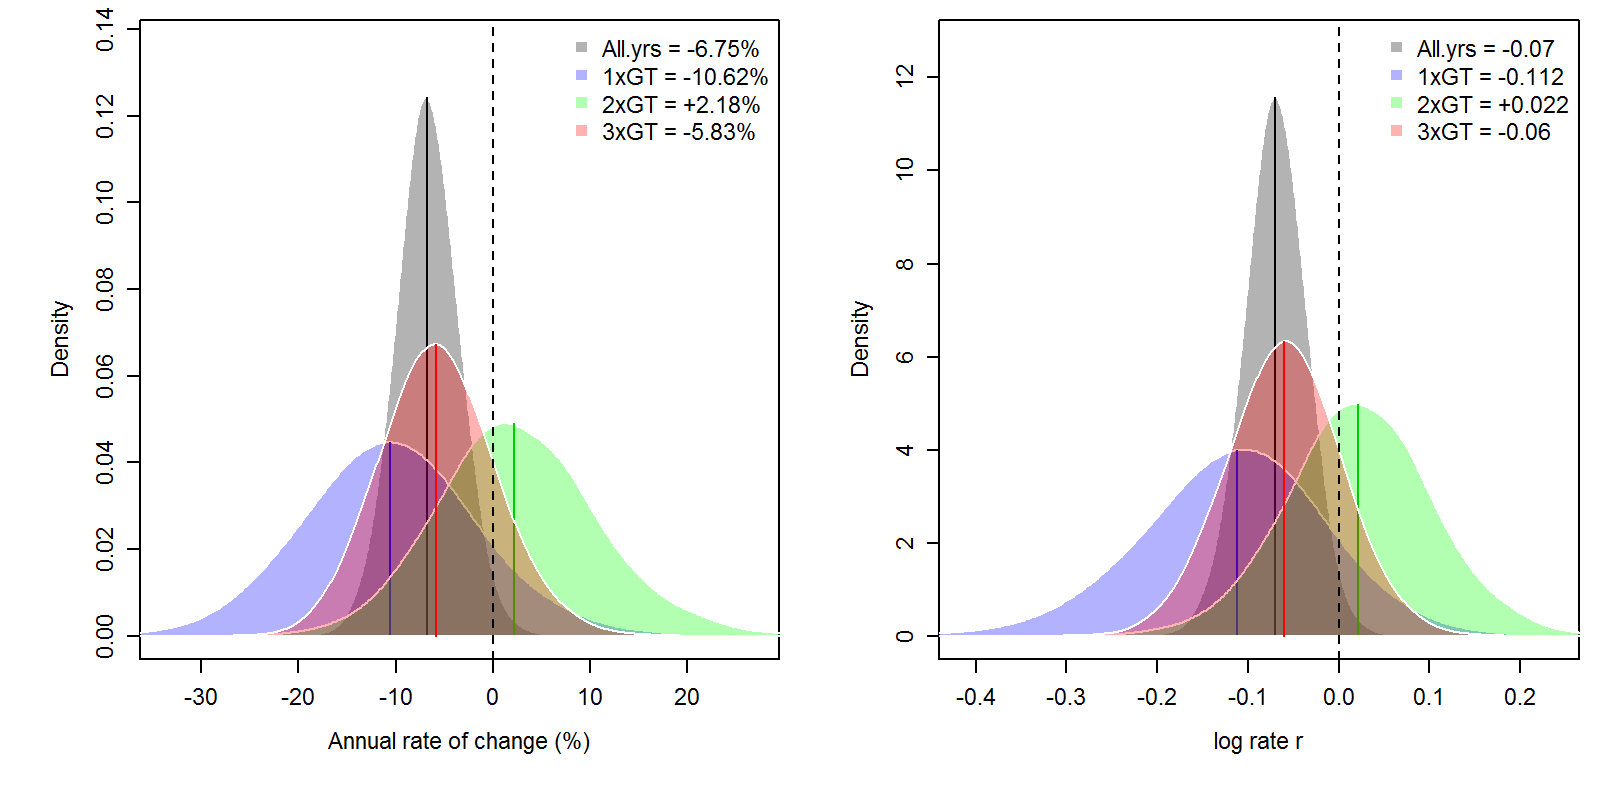 All.yrs = -6.75%
1xGT = -10.62%
2xGT = +2.18%
3xGT = -5.83%
0.14
0.12
0.10
0.08
0.06
0.04
0.02
0.00
Density
-30 -20 -10 0 10 20
Annual rate of change (%)
All.yrs = -0.07
1xGT = -0.112
2xGT = +0.022
3xGT = -0.06
12
10
8
6
4
2
0
Density
-0.4 -0.3 -0.2 -0.1 0.0 0.1 0.2
log rate r